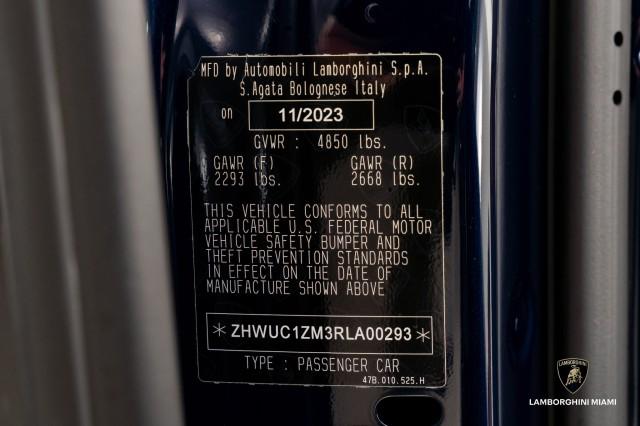 MFD by Automobili Lamborghini S.p.A.
S.Agata Bolognese Italy
on 11/2023
GVWR : 4850 lbs.
GAWR (F) GAWR (R)
2293 lbs. 2668 lbs.
THIS VEHICLE CONFORMS TO ALL
APPLICABLE U.S. FEDERAL MOTOR
VEHICLE SAFETY BUMPER AND
THEFT PREVENTION STANDARDS
IN EFFECT ON THE DATE OF
MANUFACTURE SHOWN ABOVE
*ZHWUC1ZM3RLA00293*
TYPE : PASSENGER CAR
47B.010.525.H
LAMBORGHINI MIAMI